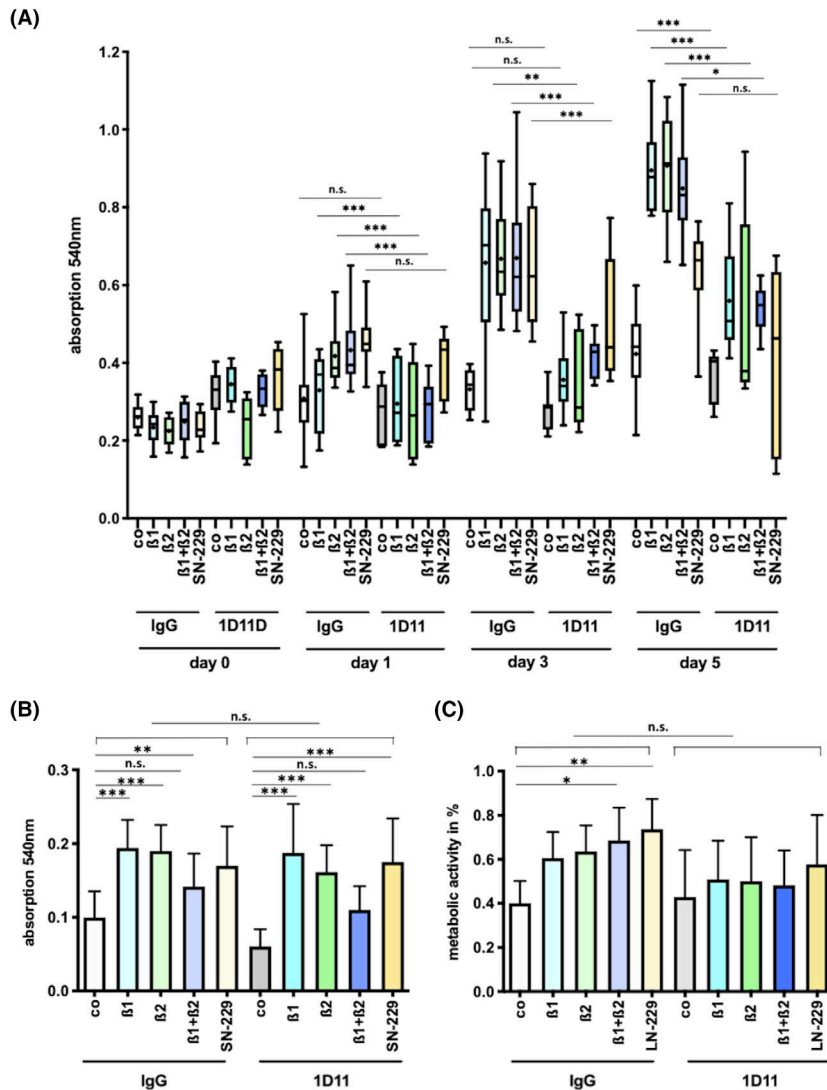 (A)
*** 
n.s. ***
n.s. ***
** *
*** n.s.
***
n.s.
***
***
***
n.s.
absorption 540nm
1.2
1.0
0.8
0.6
0.4
0.2
0.0
co ß1 ß2 ß1+ß2 SN-229 co ß1 ß2 ß1+ß2 SN-229 co ß1 ß2 ß1+ß2 SN-229 co ß1 ß2 ß1+ß2 SN-229 co ß1 ß2 ß1+ß2 SN-229 co ß1 ß2 ß1+ß2 SN-229 co ß1 ß2 ß1+ß2 SN-229 co ß1 ß2 ß1+ß2 SN-229
IgG 1D11D IgG 1D11 IgG 1D11 IgG 1D11
day 0 day 1 day 3 day 5
(B)
n.s.
** ***
n.s. n.s.
*** ***
*** ***
absorption 540nm
0.3
0.2
0.1
0.0
co ß1 ß2 ß1+ß2 SN-229 co ß1 ß2 ß1+ß2 SN-229
IgG 1D11
(C)
n.s.
**
*
metabolic activity in %
1.0
0.8
0.6
0.4
0.2
0.0
co ß1 ß2 ß1+ß2 LN-229 co ß1 ß2 ß1+ß2 LN-229
IgG 1D11